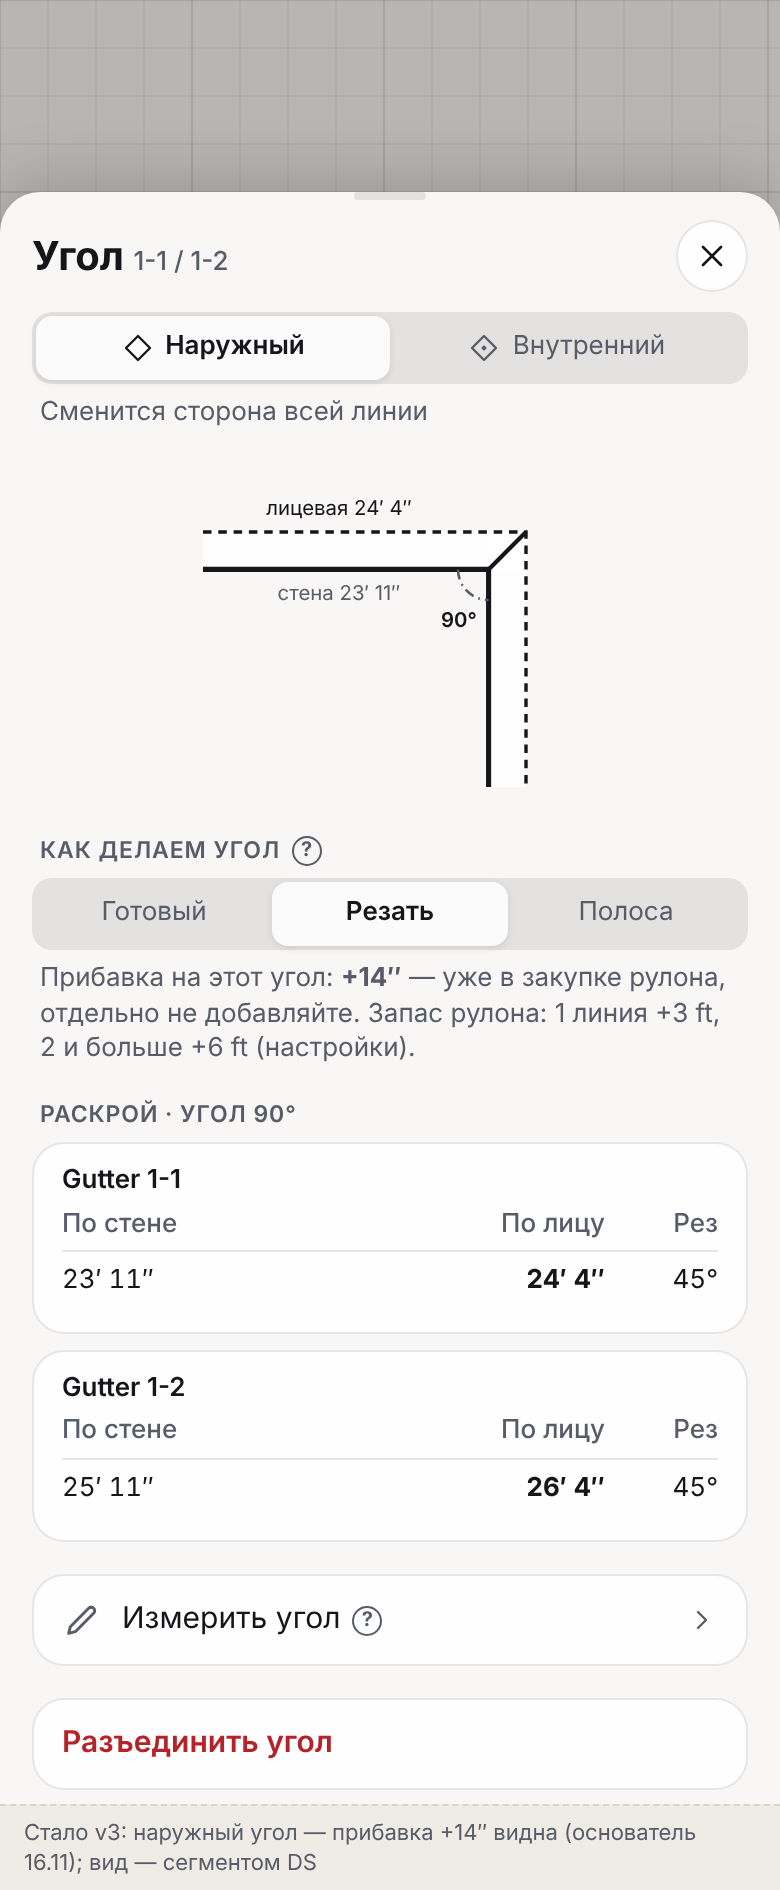 Угол 1-1 / 1-2
Наружный Внутренний
Сменится сторона всей линии
лицевая 24′ 4″
стена 23′ 11″
90°
КАК ДЕЛАЕМ УГОЛ ?
Готовый Резать Полоса
Прибавка на этот угол: +14″ — уже в закупке рулона,
отдельно не добавляйте. Запас рулона: 1 линия +3 ft,
2 и больше +6 ft (настройки).
РАСКРОЙ · УГОЛ 90°
Gutter 1-1
По стене По лицу Рез
23′ 11″ 24′ 4″ 45°
Gutter 1-2
По стене По лицу Рез
25′ 11″ 26′ 4″ 45°
Измерить угол ?
Разъединить угол
Стало v3: наружный угол — прибавка +14″ видна (основатель
16.11); вид — сегментом DS